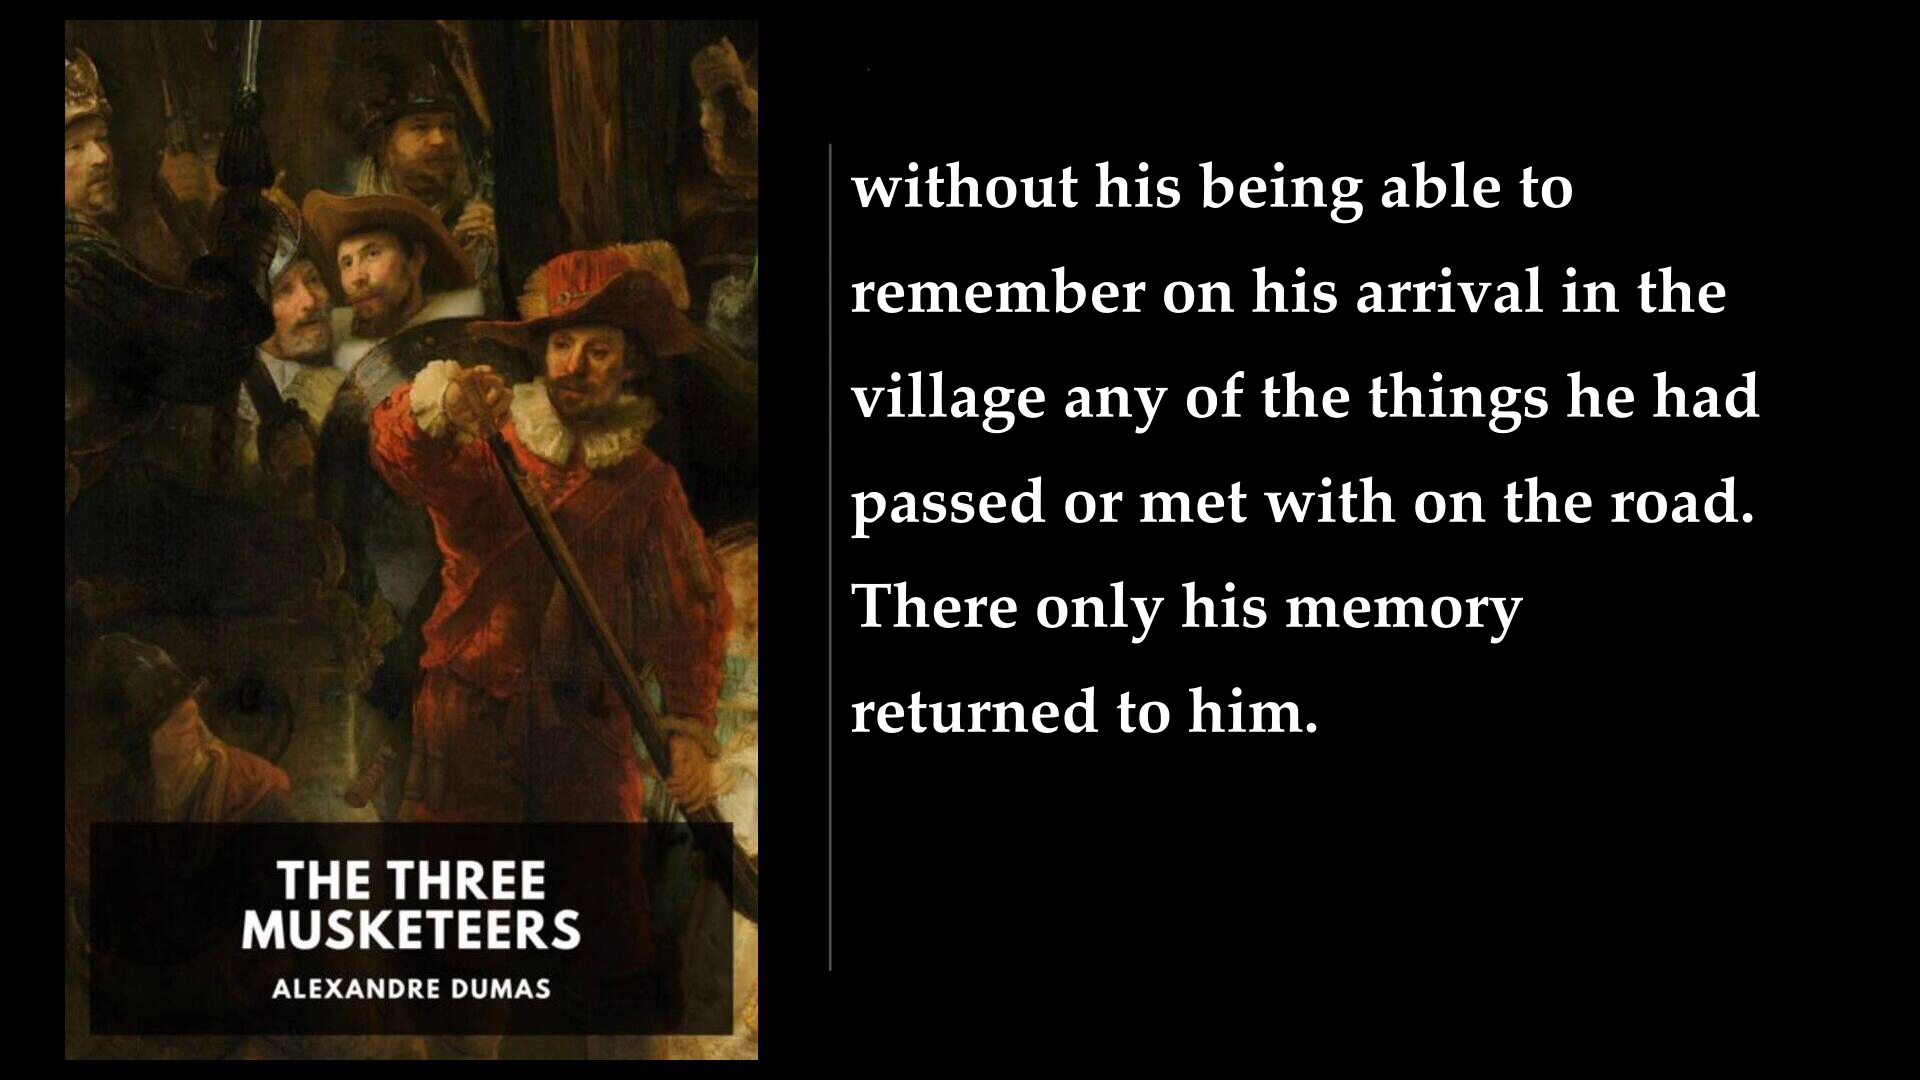 THE THREE
MUSKETEERS
ALEXANDRE DUMAS
without his being able to
remember on his arrival in the
village any of the things he had
passed or met with on the road.
There only his memory
returned to him.